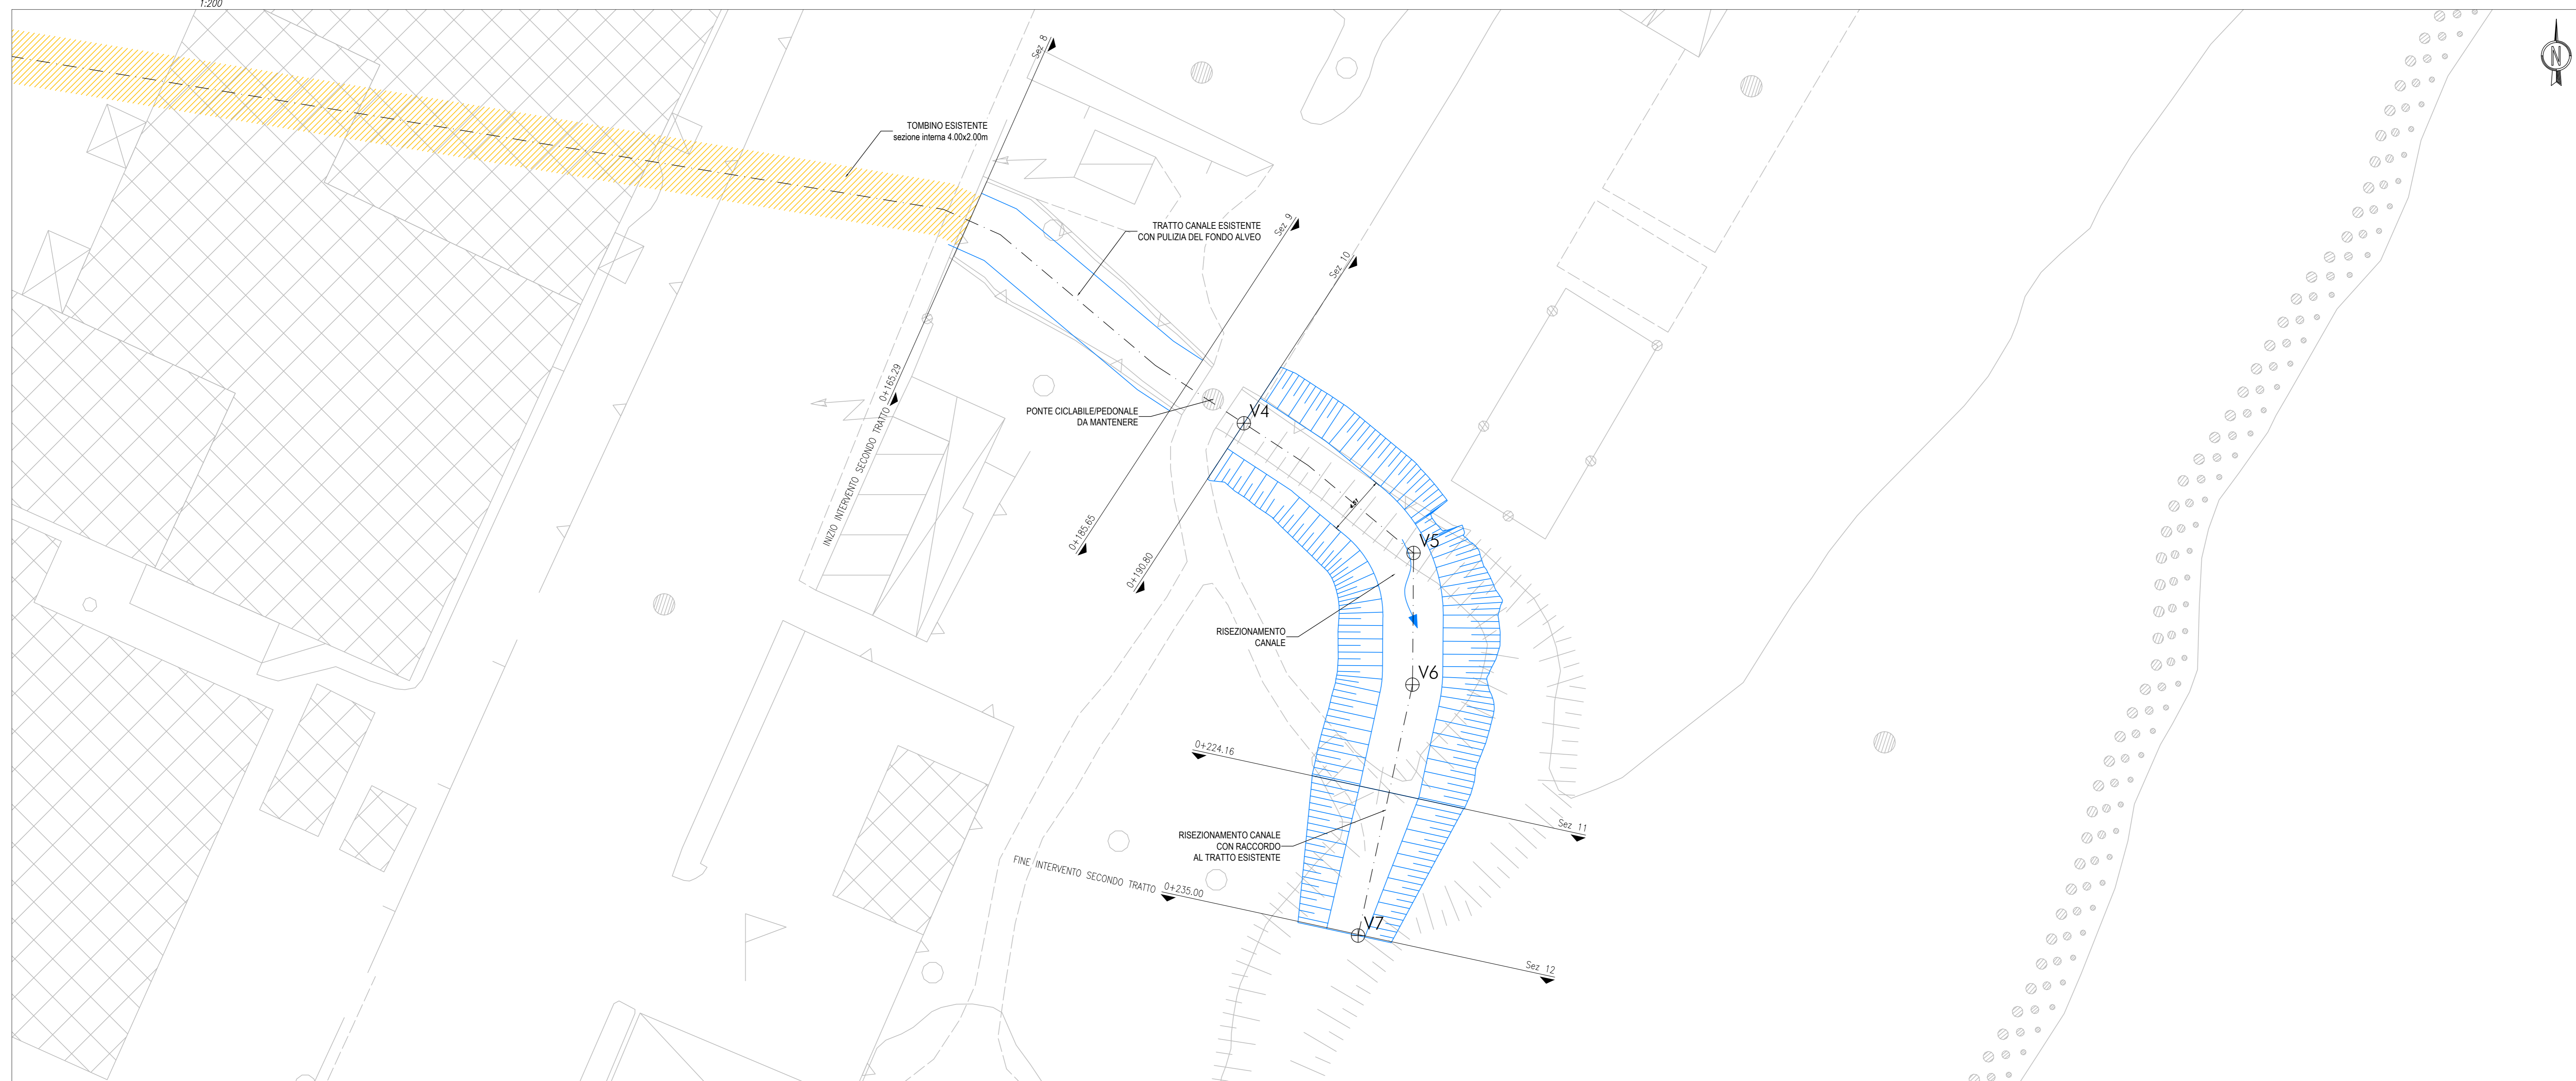 1:200
N
Sez 8
TOMBINO ESISTENTE
sezione interna 4.00x2.00m
TRATTO CANALE ESISTENTE
CON PULIZIA DEL FONDO ALVEO
Sez 9
Sez 10
INIZIO INTERVENTO SECONDO TRATTO 0+165.29
PONTE CICLABILE/PEDONALE
DA MANTENERE
V4
0+185.65
0+190.80
V5
RISEZIONAMENTO
CANALE
V6
0+224.16
Sez 11
RISEZIONAMENTO CANALE
CON RACCORDO
AL TRATTO ESISTENTE
FINE INTERVENTO SECONDO TRATTO 0+235.00
V7
Sez 12